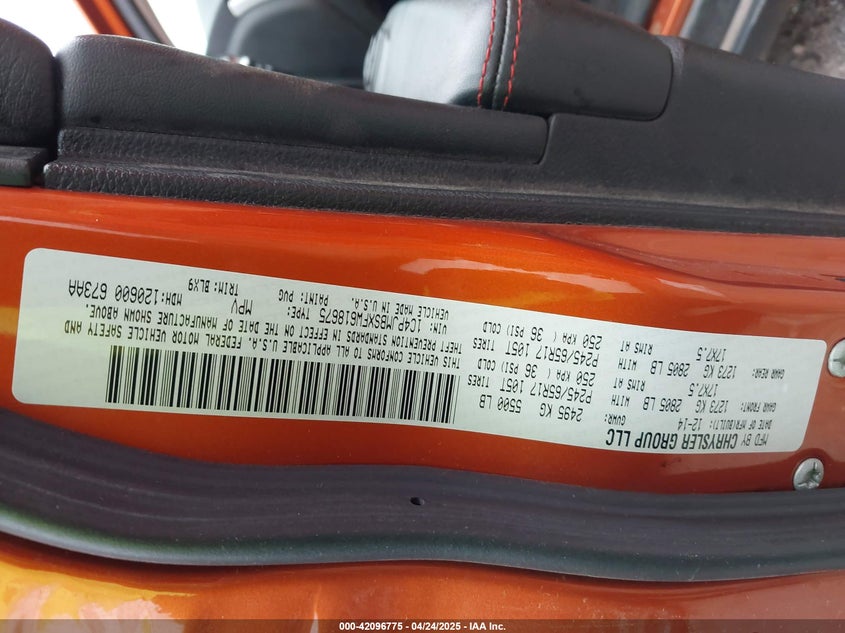 MFD BY CHRYSLER GROUP LLC
DATE OF MFR(BUILT): 12-14
GVWR: 2495 KG 5500 LB
GAWR FRONT: 1273 KG 2805 LB WITH P245/65R17 105T TIRES
17X7.5 RIMS AT 250 KPA ( 36 PSI COLD
GAWR REAR: 1273 KG 2805 LB WITH P245/65R17 105T TIRES
17X7.5 RIMS AT 250 KPA ( 36 PSI COLD
THIS VEHICLE CONFORMS TO ALL APPLICABLE U.S.A. FEDERAL MOTOR VEHICLE SAFETY AND
THEFT PREVENTION STANDARDS IN EFFECT ON THE DATE OF MANUFACTURE SHOWN ABOVE.
VIN: 1C4PJMBSXFW618675 TYPE: MPV MDH:120600 673AA
VEHICLE MADE IN U.S.A. PAINT: PVG TRIM: BLX9
000-42096775 - 04/24/2025 - IAA Inc.